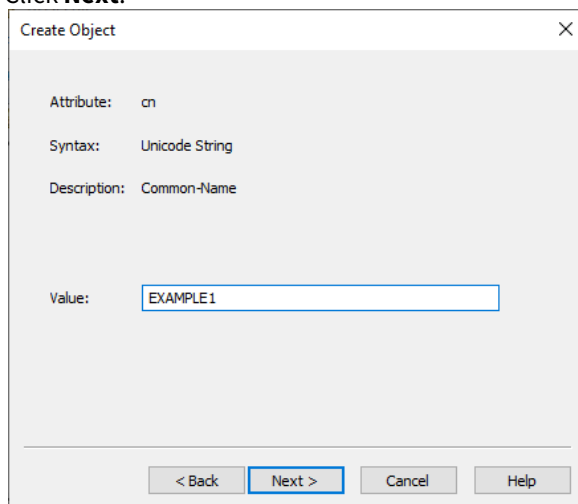 Click Next.
Create Object
Attribute: cn
Syntax: Unicode String
Description: Common-Name
Value: EXAMPLE1
< Back Next > Cancel Help